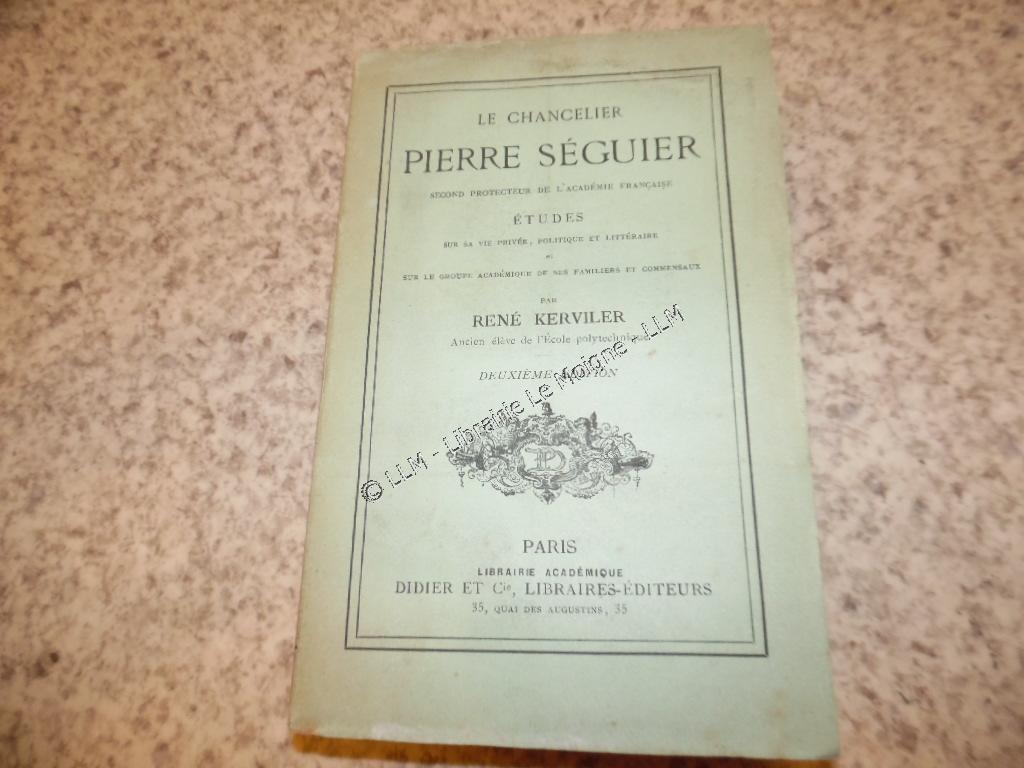 LE CHANCELIER
PIERRE SÉGUIER
SECOND PROTECTEUR DE L'ACADÉMIE FRANÇAISE
ÉTUDES
SUR SA VIE PRIVÉE, POLITIQUE ET LITTÉRAIRE
ET
SUR LE GROUPE ACADÉMIQUE DE SES FAMILIERS ET COMMENSAUX
PAR
RENÉ KERVILER
Ancien élève de l'École polytechnique
DEUXIÈME ÉDITION
© LLM - Librairie Le Moigne - LLM
PARIS
LIBRAIRIE ACADÉMIQUE
DIDIER ET Cie, LIBRAIRES-ÉDITEURS
35, QUAI DES AUGUSTINS, 35